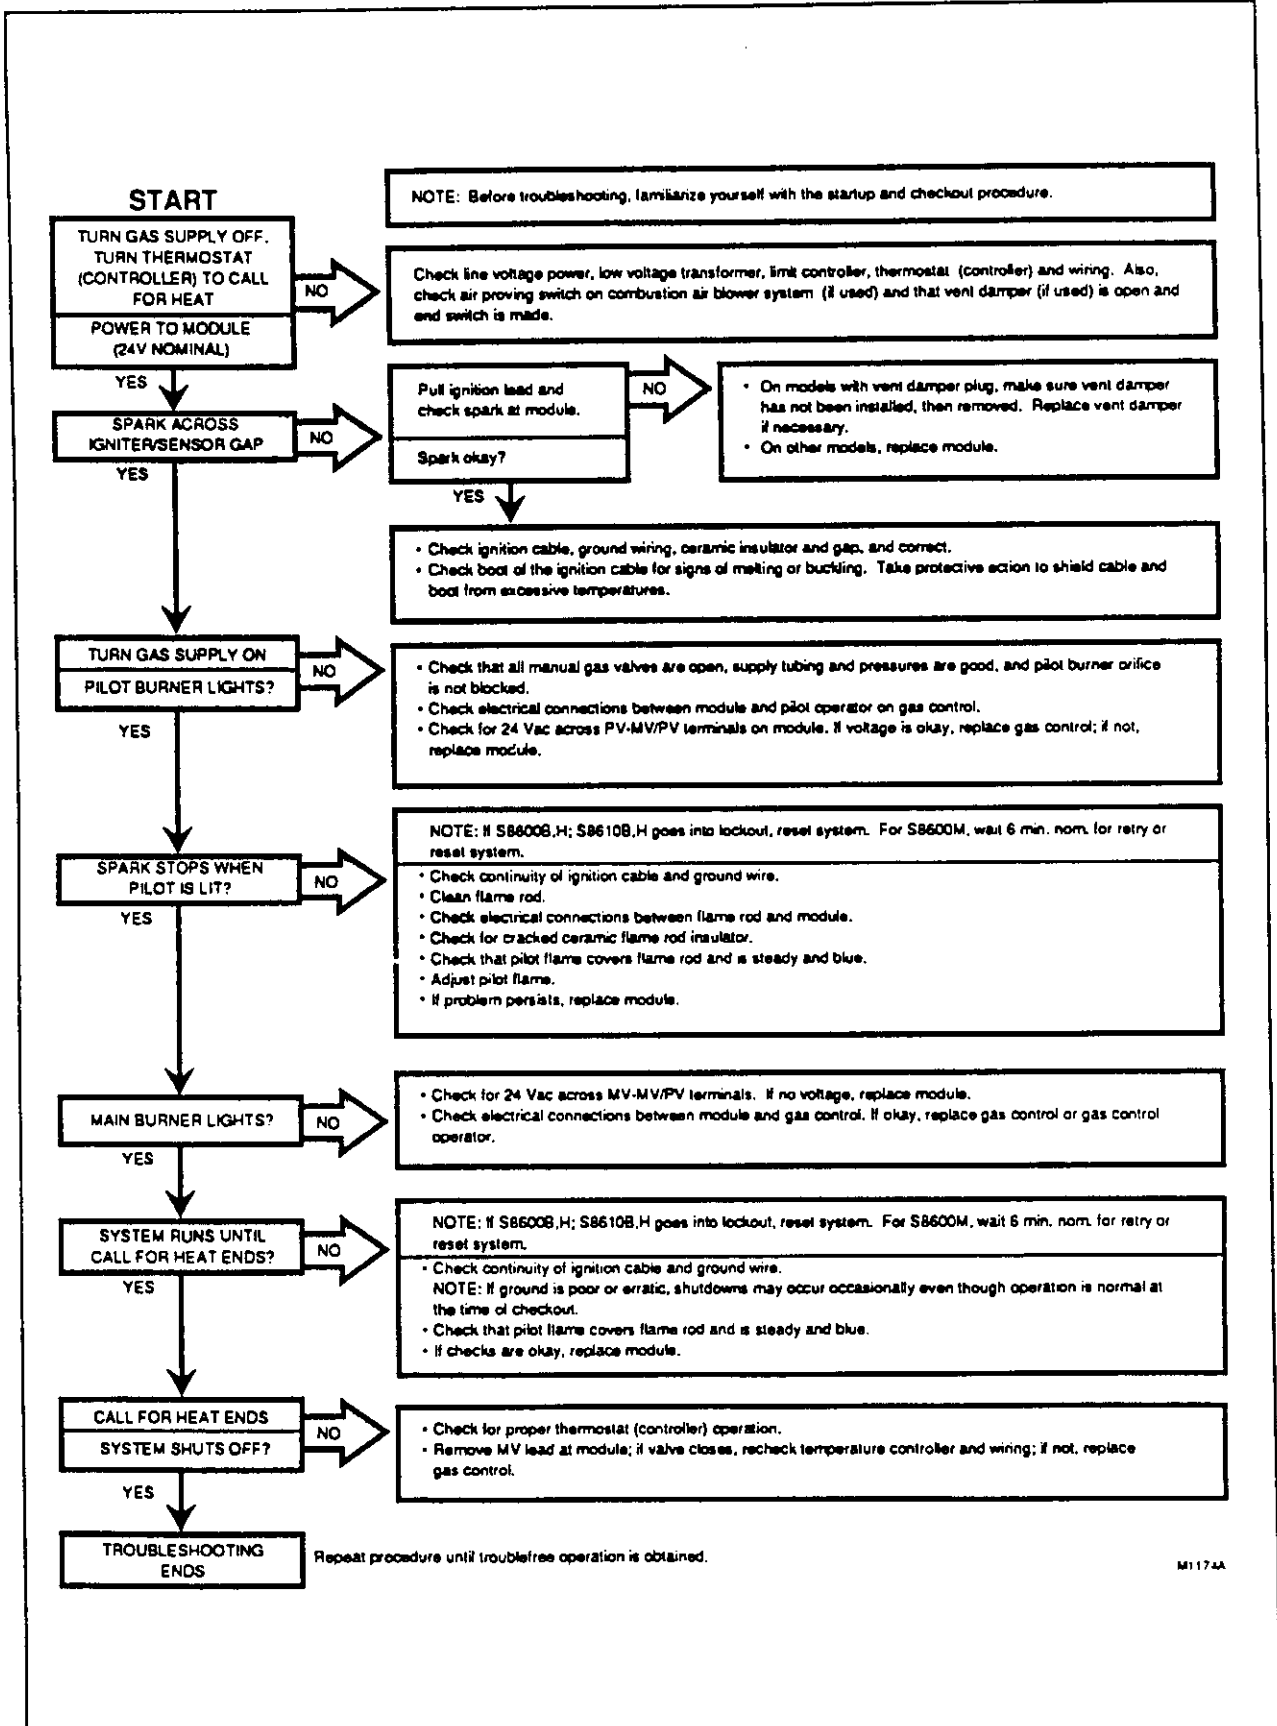 START
NOTE: Before troubleshooting, familiarize yourself with the startup and checkout procedure.
TURN GAS SUPPLY OFF.
TURN THERMOSTAT
(CONTROLLER) TO CALL
FOR HEAT
POWER TO MODULE
(24V NOMINAL)
NO
Check line voltage power, low voltage transformer, limit controller, thermostat (controller) and wiring. Also,
check air proving switch on combustion air blower system (if used) and that vent damper (if used) is open and
end switch is made.
YES
SPARK ACROSS
IGNITER/SENSOR GAP
NO
Pull ignition lead and
check spark at module.
Spark okay?
NO
• On models with vent damper plug, make sure vent damper
has not been installed, then removed. Replace vent damper
if necessary.
• On other models, replace module.
YES
YES
• Check ignition cable, ground wiring, ceramic insulator and gap, and correct.
• Check boot of the ignition cable for signs of melting or buckling. Take protective action to shield cable and
boot from excessive temperatures.
TURN GAS SUPPLY ON
PILOT BURNER LIGHTS?
NO
• Check that all manual gas valves are open, supply tubing and pressures are good, and pilot burner orifice
is not blocked.
• Check electrical connections between module and pilot operator on gas control.
• Check for 24 Vac across PV-MV/PV terminals on module. If voltage is okay, replace gas control; if not,
replace module.
YES
SPARK STOPS WHEN
PILOT IS LIT?
NO
NOTE: If S8600B,H; S8610B,H goes into lockout, reset system. For S8600M, wait 6 min. nom. for retry or
reset system.
• Check continuity of ignition cable and ground wire.
• Clean flame rod.
• Check electrical connections between flame rod and module.
• Check for cracked ceramic flame rod insulator.
• Check that pilot flame covers flame rod and is steady and blue.
• Adjust pilot flame.
• If problem persists, replace module.
YES
MAIN BURNER LIGHTS?
NO
• Check for 24 Vac across MV-MV/PV terminals. If no voltage, replace module.
• Check electrical connections between module and gas control. If okay, replace gas control or gas control
operator.
YES
SYSTEM RUNS UNTIL
CALL FOR HEAT ENDS?
NO
NOTE: If S8600B,H; S8610B,H goes into lockout, reset system. For S8600M, wait 6 min. nom. for retry or
reset system.
• Check continuity of ignition cable and ground wire.
NOTE: If ground is poor or erratic, shutdowns may occur occasionally even though operation is normal at
the time of checkout.
• Check that pilot flame covers flame rod and is steady and blue.
• If checks are okay, replace module.
YES
CALL FOR HEAT ENDS
SYSTEM SHUTS OFF?
NO
• Check for proper thermostat (controller) operation.
• Remove MV lead at module; if valve closes, recheck temperature controller and wiring; if not, replace
gas control.
YES
TROUBLESHOOTING
ENDS
Repeat procedure until troublefree operation is obtained.
M1174A